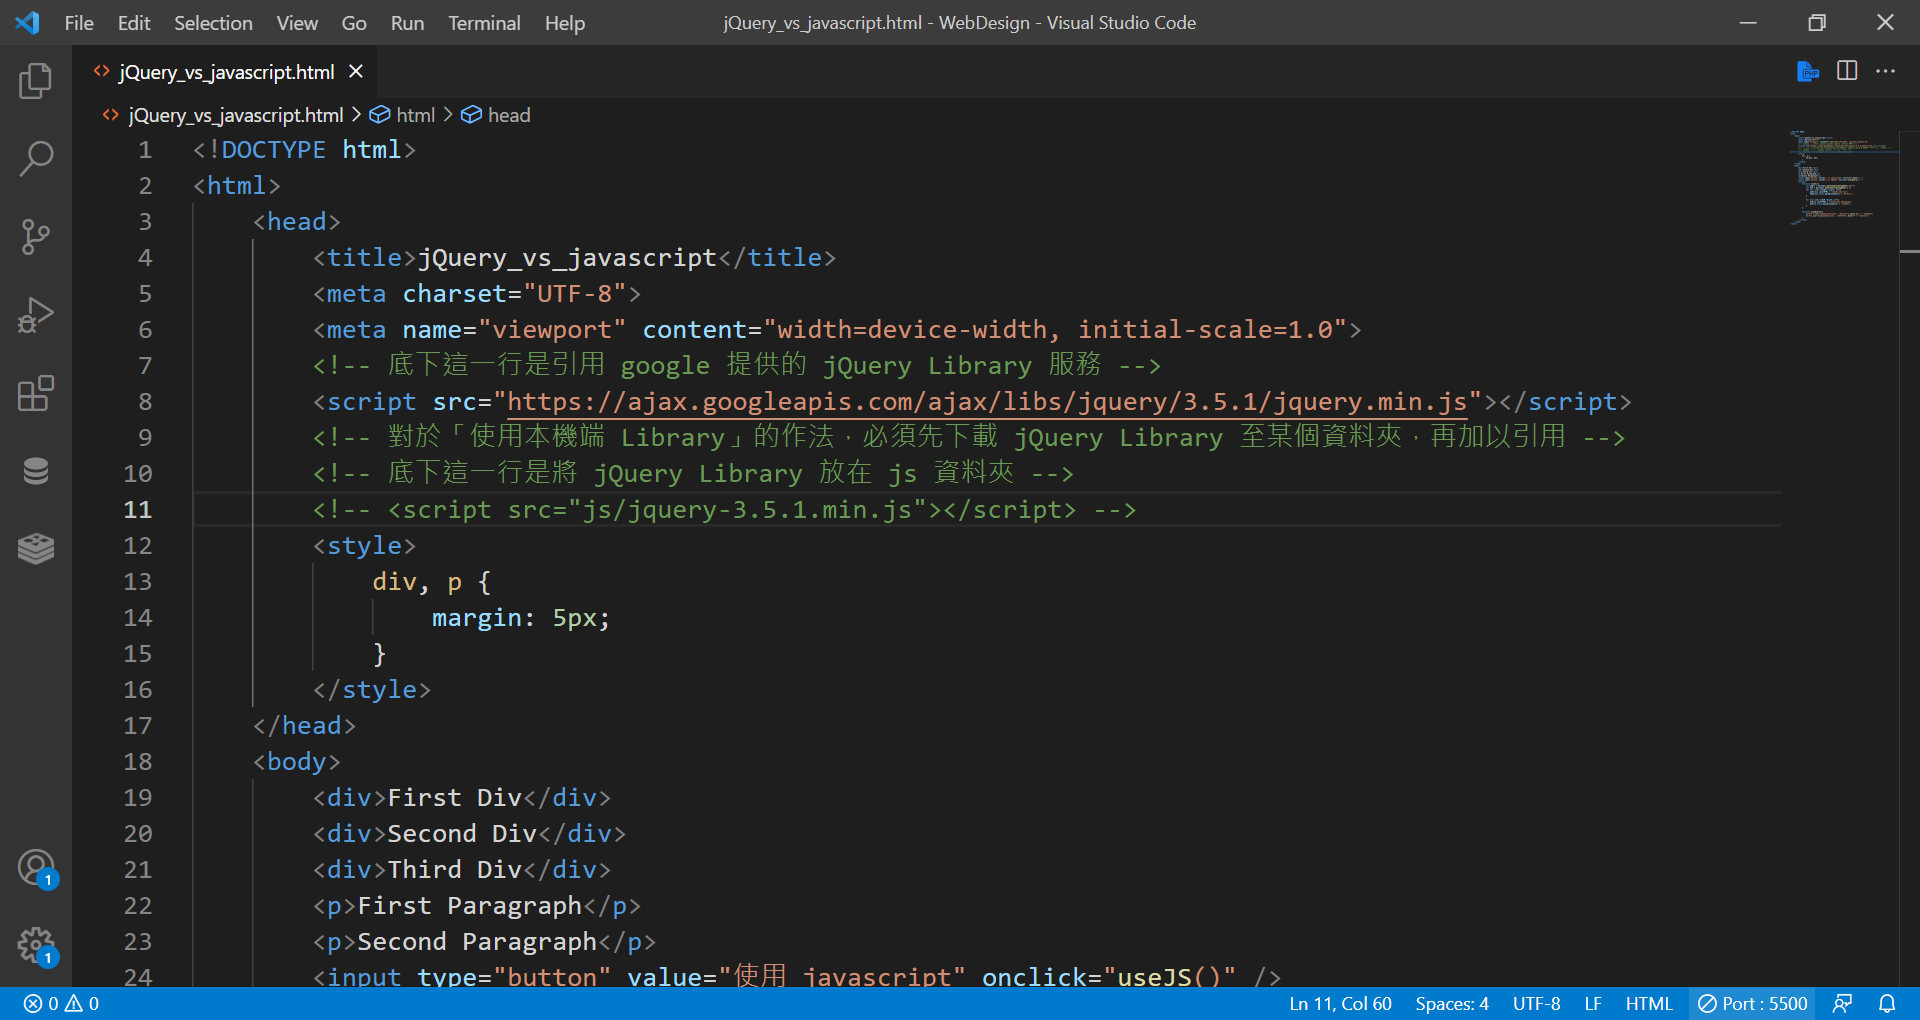 File Edit Selection View Go Run Terminal Help jQuery_vs_javascript.html - WebDesign - Visual Studio Code
jQuery_vs_javascript.html
jQuery_vs_javascript.html > html > head
1 <!DOCTYPE html>
2 <html>
3 <head>
4 <title>jQuery_vs_javascript</title>
5 <meta charset="UTF-8">
6 <meta name="viewport" content="width=device-width, initial-scale=1.0">
7 <!-- 底下這一行是引用 google 提供的 jQuery Library 服務 -->
8 <script src="https://ajax.googleapis.com/ajax/libs/jquery/3.5.1/jquery.min.js"></script>
9 <!-- 對於「使用本機端 Library」的作法，必須先下載 jQuery Library 至某個資料夾，再加以引用 -->
10 <!-- 底下這一行是將 jQuery Library 放在 js 資料夾 -->
11 <!-- <script src="js/jquery-3.5.1.min.js"></script> -->
12 <style>
13 div, p {
14 margin: 5px;
15 }
16 </style>
17 </head>
18 <body>
19 <div>First Div</div>
20 <div>Second Div</div>
21 <div>Third Div</div>
22 <p>First Paragraph</p>
23 <p>Second Paragraph</p>
24 <input type="button" value="使用 javascript" onclick="useJS()" />
1
1
0 0 Ln 11, Col 60 Spaces: 4 UTF-8 LF HTML Port : 5500